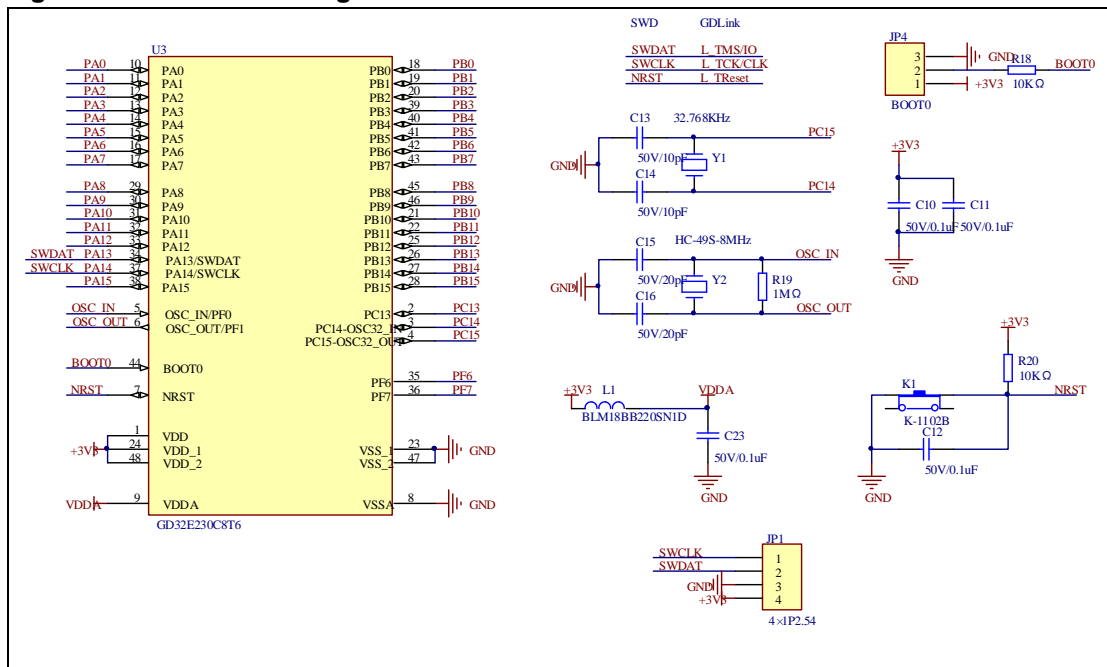 SWD GDLink
SWDAT L_TMS/IO
SWCLK L_TCK/CLK
NRST L_TReset
U3
PA0 10 PA0 PB0 18 PB0
PA1 11 PA1 PB1 19 PB1
PA2 12 PA2 PB2 20 PB2
PA3 13 PA3 PB3 39 PB3
PA4 14 PA4 PB4 40 PB4
PA5 15 PA5 PB5 41 PB5
PA6 16 PA6 PB6 42 PB6
PA7 17 PA7 PB7 43 PB7
PA8 29 PA8 PB8 45 PB8
PA9 30 PA9 PB9 46 PB9
PA10 31 PA10 PB10 21 PB10
PA11 32 PA11 PB11 22 PB11
PA12 33 PA12 PB12 25 PB12
SWDAT PA13 34 PA13/SWDAT PB13 26 PB13
SWCLK PA14 37 PA14/SWCLK PB14 27 PB14
PA15 38 PA15 PB15 28 PB15
OSC_IN 5 OSC_IN/PF0 PC13 2 PC13
OSC_OUT 6 OSC_OUT/PF1 PC14-OSC32_IN 3 PC14
PC15-OSC32_OUT 4 PC15
BOOT0 44 BOOT0
PF6 35 PF6
NRST 7 NRST PF7 36 PF7
1 VDD
+3V3 24 VDD_1 VSS_1 23 GND
48 VDD_2 VSS_2 47
VDDA 9 VDDA VSSA 8 GND
GD32E230C8T6
JP4
3 GND R18
2 BOOT0
1 +3V3 10KΩ
BOOT0
C13 32.768KHz
PC15
50V/10pF Y1
GND
C14
PC14
50V/10pF
C15 HC-49S-8MHz
OSC_IN
50V/20pF Y2 R19
GND 1MΩ
C16
OSC_OUT
50V/20pF
+3V3
C10 C11
50V/0.1uF 50V/0.1uF
GND
+3V3 L1 VDDA
BLM18BB220SN1D
C23
50V/0.1uF
GND
+3V3
R20
10KΩ
K1 NRST
K-1102B
C12
50V/0.1uF
GND
JP1
SWCLK 1
SWDAT 2
GND 3
+3V3 4
4×1P2.54